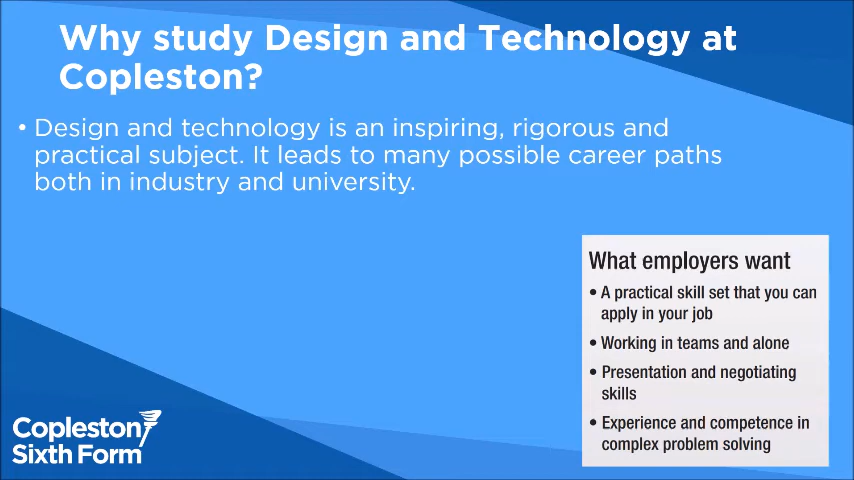 Why study Design and Technology at
Copleston?
• Design and technology is an inspiring, rigorous and
practical subject. It leads to many possible career paths
both in industry and university.
What employers want
• A practical skill set that you can
apply in your job
• Working in teams and alone
• Presentation and negotiating
skills
• Experience and competence in
complex problem solving
Copleston
Sixth Form